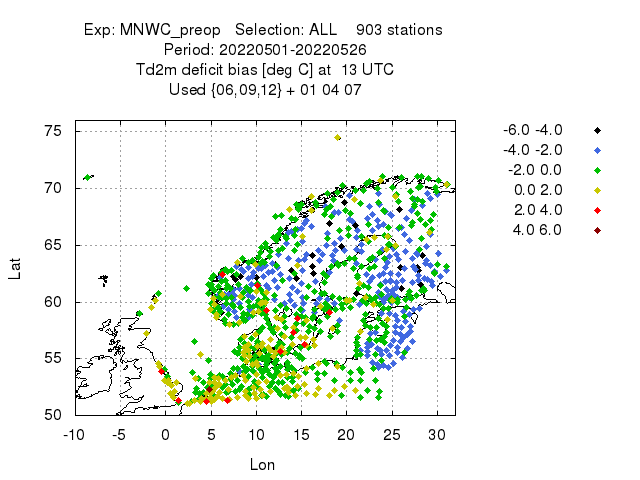 Exp: MNWC_preop Selection: ALL 903 stations
Period: 20220501-20220526
Td2m deficit bias [deg C] at 13 UTC
Used {06,09,12} + 01 04 07
-6.0 -4.0
-4.0 -2.0
-2.0 0.0
0.0 2.0
2.0 4.0
4.0 6.0
75
70
65
60
55
50
Lat
-10 -5 0 5 10 15 20 25 30
Lon